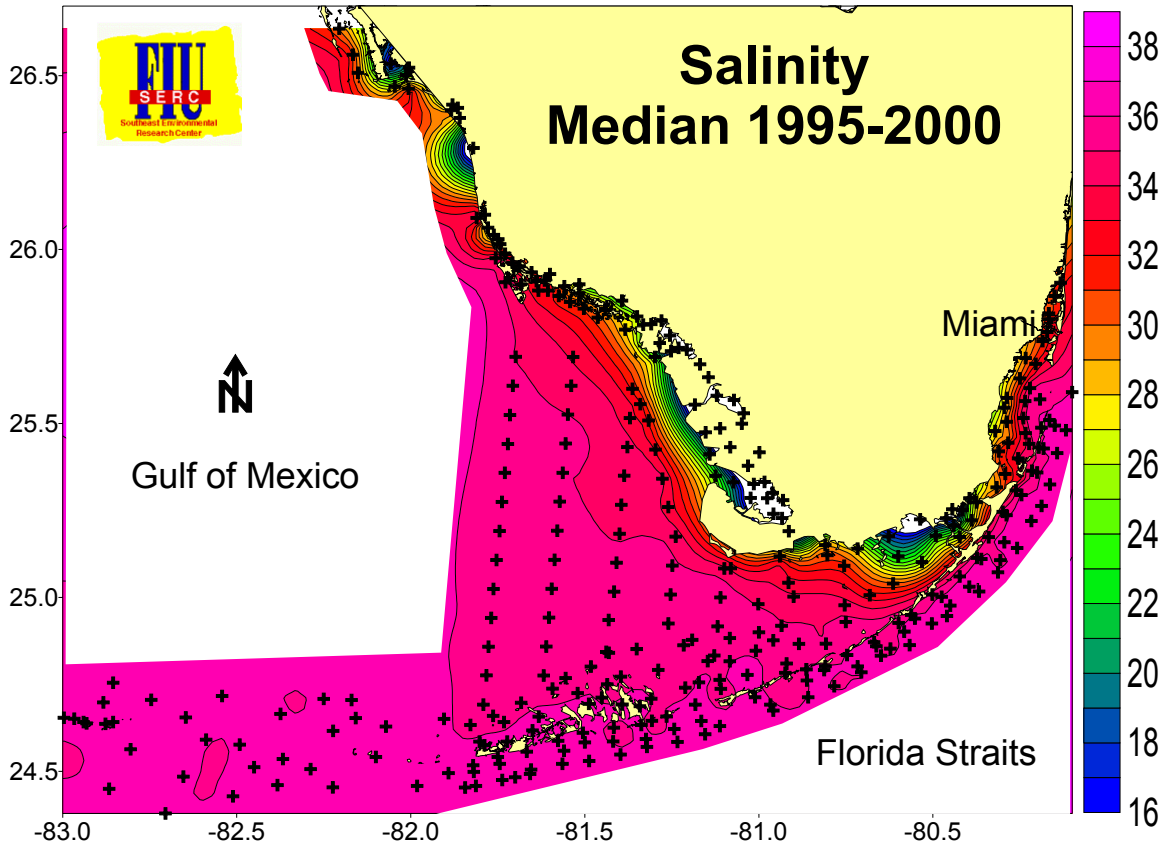 FIU
SERC
Southeast Environmental
Research Center
Salinity
Median 1995-2000
Miami
N
Gulf of Mexico
Florida Straits
26.5
26.0
25.5
25.0
24.5
-83.0
-82.5
-82.0
-81.5
-81.0
-80.5
38
36
34
32
30
28
26
24
22
20
18
16